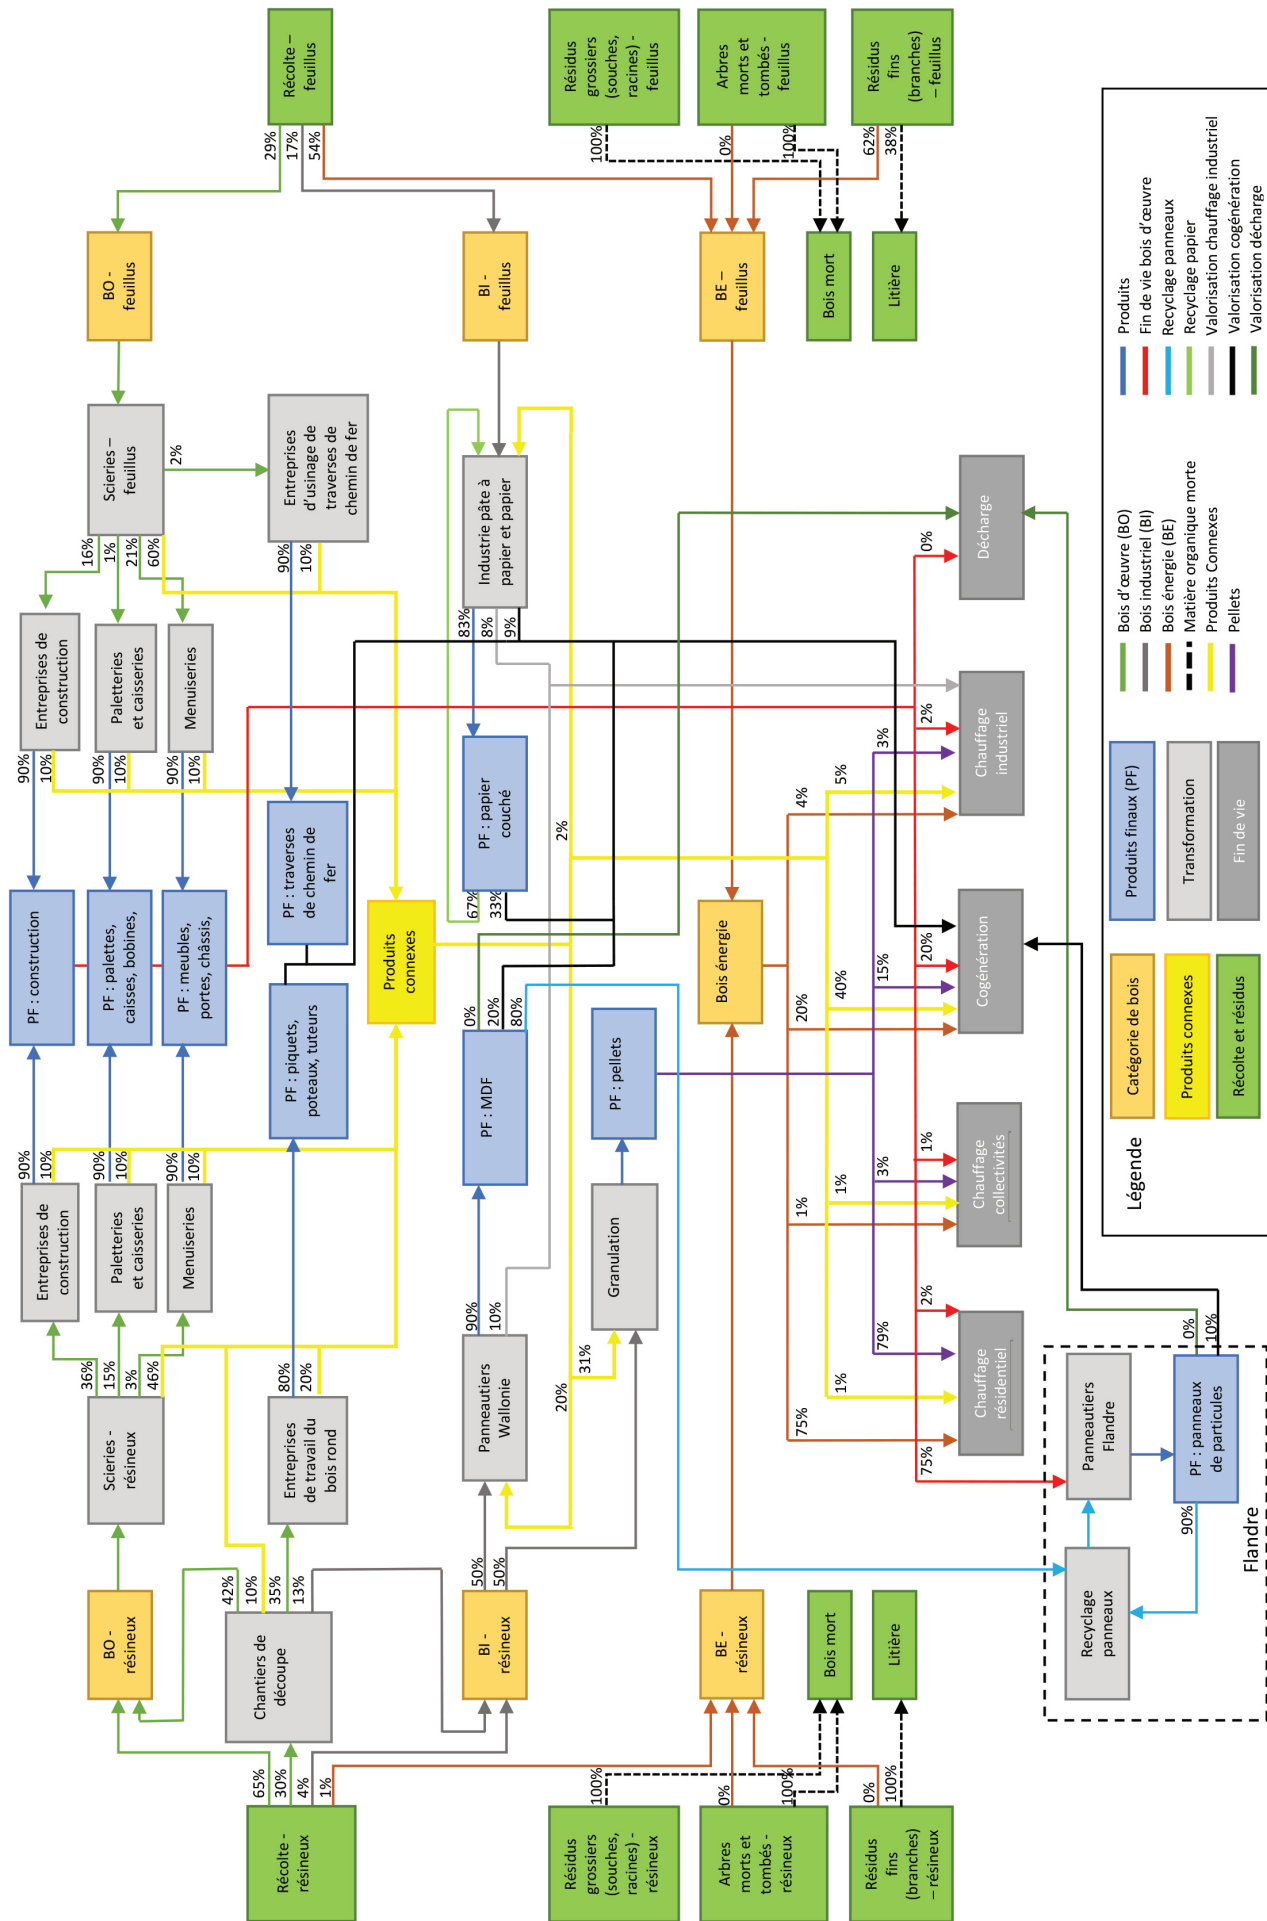 Récolte -
résineux
65%
30%
4%
1%
BO -
résineux
Chantiers de
découpe
42%
10%
35%
13%
Scieries -
résineux
36%
15%
3%
46%
Entreprises de
construction
90%
10%
Paletteries
et caisseries
90%
10%
Menuiseries
90%
10%
Entreprises
de travail du
bois rond
80%
20%
PF : construction
PF : palettes,
caisses, bobines,
PF : meubles,
portes, châssis,
PF : piquets,
poteaux, tuteurs
PF : traverses
de chemin de
fer
Produits
connexes
Entreprises de
construction
90%
10%
Paletteries
et caisseries
90%
10%
Menuiseries
90%
10%
Scieries –
feuillus
16%
1%
21%
60%
2%
Entreprises
d'usinage de
traverses de
chemin de fer
90%
10%
BO -
feuillus
Récolte –
feuillus
29%
17%
54%
BI -
résineux
50%
50%
Panneautiers
Wallonie
90%
10%
20%
31%
Granulation
PF : MDF
0%
20%
80%
PF : pellets
PF : papier
couché
67%
33%
2%
Industrie pâte à
papier et papier
83%
8%
9%
BI -
feuillus
Résidus
grossiers
(souches,
racines) -
résineux
100%
Arbres
morts et
tombés -
résineux
0%
100%
Résidus
fins
(branches)
– résineux
0%
100%
BE -
résineux
Bois mort
Litière
Bois énergie
BE –
feuillus
Bois mort
Litière
Résidus
grossiers
(souches,
racines) -
feuillus
100%
Arbres
morts et
tombés -
feuillus
0%
100%
Résidus
fins
(branches)
– feuillus
62%
38%
75%
75%
1%
79%
2%
Chauffage
résidentiel
1%
1%
3%
1%
Chauffage
collectivités
20%
40%
15%
20%
Cogénération
4%
5%
3%
2%
Chauffage
industriel
0%
Décharge
Recyclage
panneaux
Panneautiers
Flandre
PF : panneaux
de particules
90%
0%
10%
Flandre
Légende
Catégorie de bois
Produits connexes
Récolte et résidus
Produits finaux (PF)
Transformation
Fin de vie
Bois d'œuvre (BO)
Bois industriel (BI)
Bois énergie (BE)
Matière organique morte
Produits Connexes
Pellets
Produits
Fin de vie bois d'œuvre
Recyclage panneaux
Recyclage papier
Valorisation chauffage industriel
Valorisation cogénération
Valorisation décharge